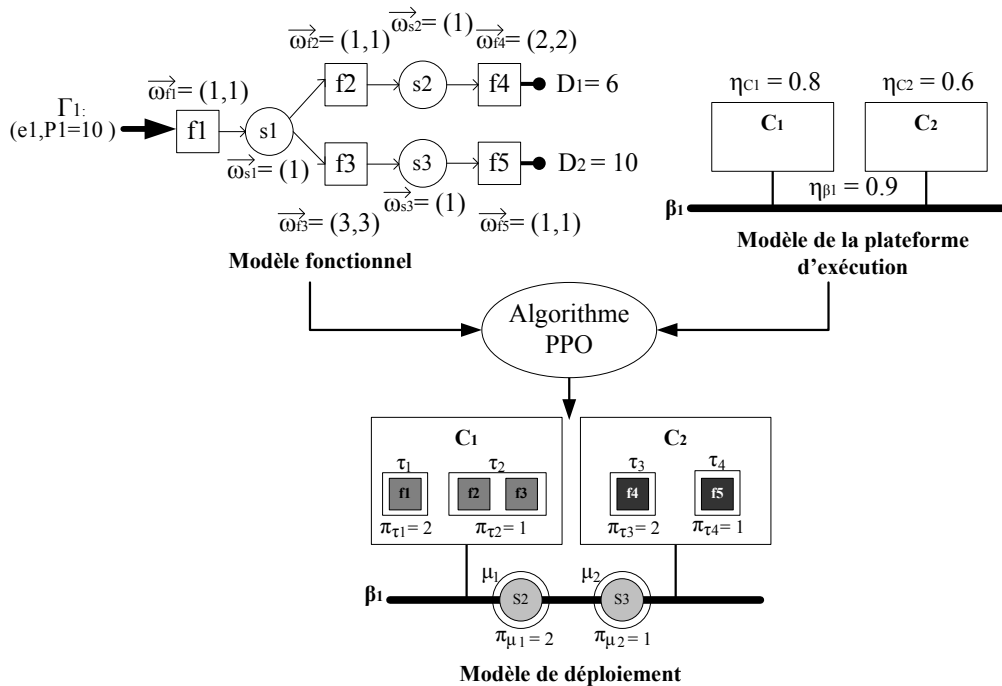 Γ1:
(e1,P1=10 )
ωf1= (1,1)
f1
s1
ωs1= (1)
ωf2= (1,1)
f2
ωs2= (1)
s2
ωf4= (2,2)
f4
D1= 6
f3
ωf3= (3,3)
s3
ωs3= (1)
f5
ωf5= (1,1)
D2 = 10
Modèle fonctionnel
ηC1 = 0.8
C1
ηC2 = 0.6
C2
ηβ1 = 0.9
β1
Modèle de la plateforme
d’exécution
Algorithme
PPO
C1
τ1
f1
πτ1= 2
τ2
f2
f3
πτ2= 1
C2
τ3
f4
πτ3= 2
τ4
f5
πτ4= 1
β1
μ1
S2
πμ1 = 2
μ2
S3
πμ2 = 1
Modèle de déploiement